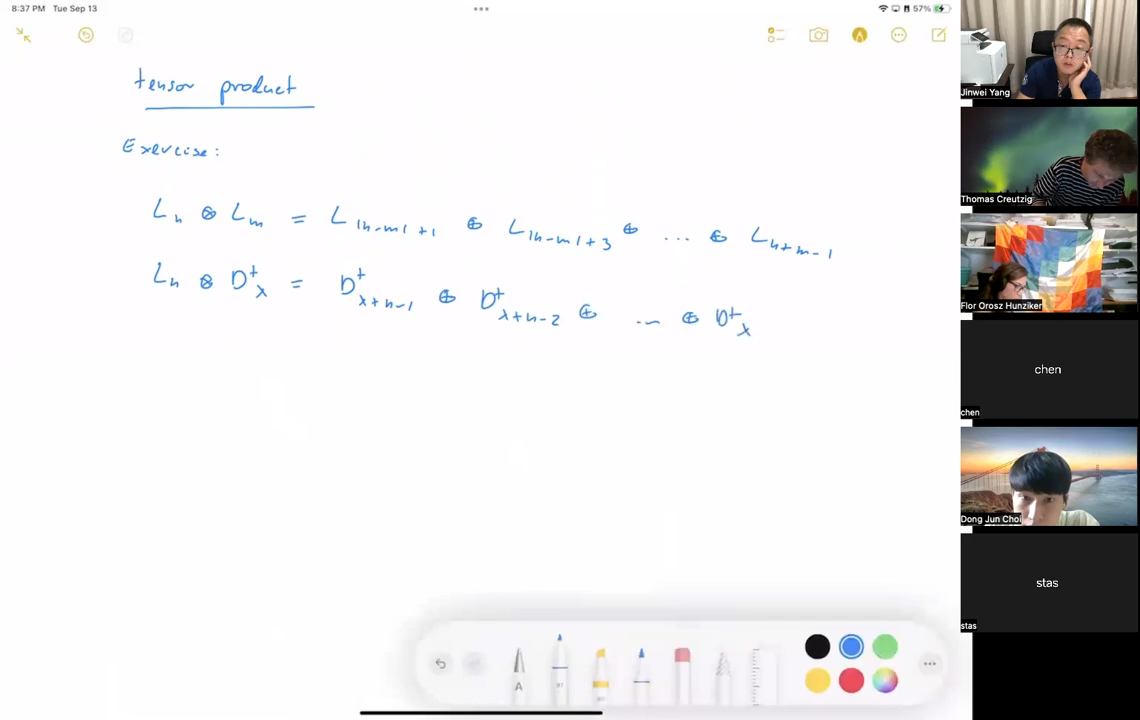 8:37 PM Tue Sep 13
57%
tensor product
Exercise:
L_n ⊗ L_m = L_{|n-m|+1} ⊕ L_{|n-m|+3} ⊕ ... ⊕ L_{n+m-1}
L_n ⊗ D^+_λ = D^+_{λ+n-1} ⊕ D^+_{λ+n-2} ⊕ ... ⊕ D^+_λ
Jinwei Yang
Thomas Creutzig
Flor Orosz Hunziker
chen
chen
Dong Jun Choi
stas
stas
A